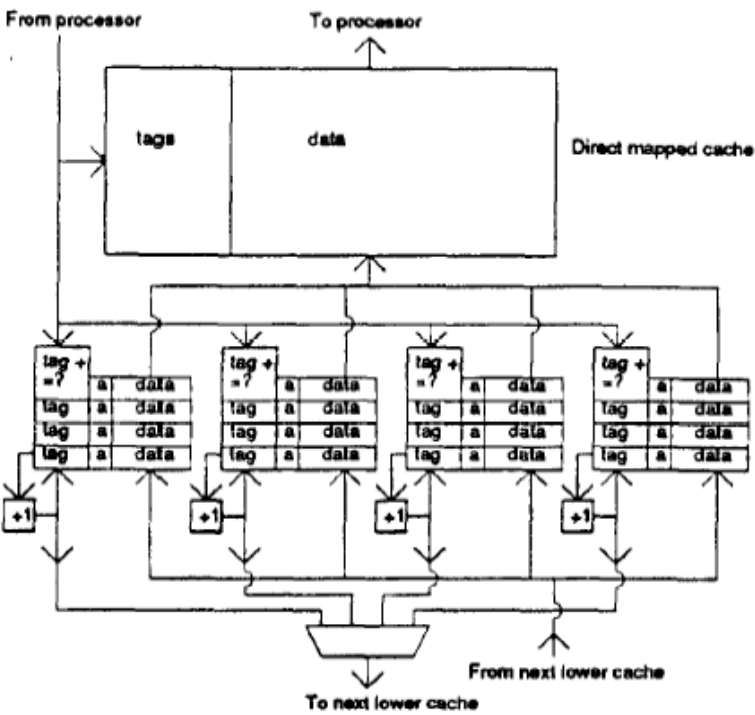 From processor
To processor
tags
data
Direct mapped cache
tag +
=?
a data
tag a data
tag a data
tag a data
+1
tag +
=?
a data
tag a data
tag a data
tag a data
+1
tag +
=?
a data
tag a data
tag a data
tag a data
+1
tag +
=?
a data
tag a data
tag a data
tag a data
+1
From next lower cache
To next lower cache